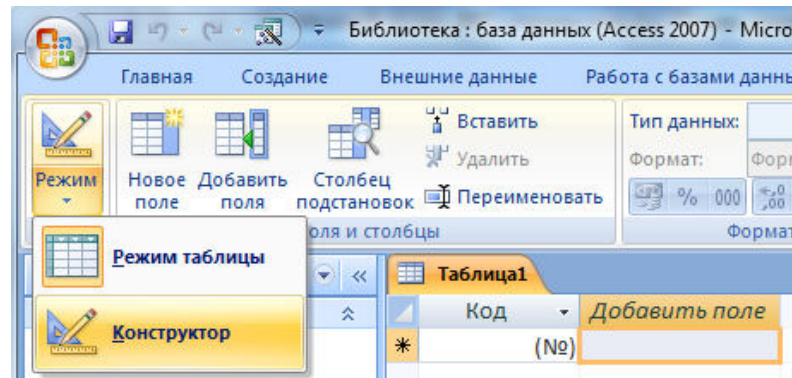 Библиотека : база данных (Access 2007) - Micro
Главная Создание Внешние данные Работа с базами данны
Режим
Новое поле
Добавить поля
Столбец подстановок
Вставить
Удалить
Переименовать
Тип данных:
Формат: Фор
% 000 ,00
оля и столбцы
Формат
Режим таблицы
Конструктор
Таблица1
Код Добавить поле
(№)